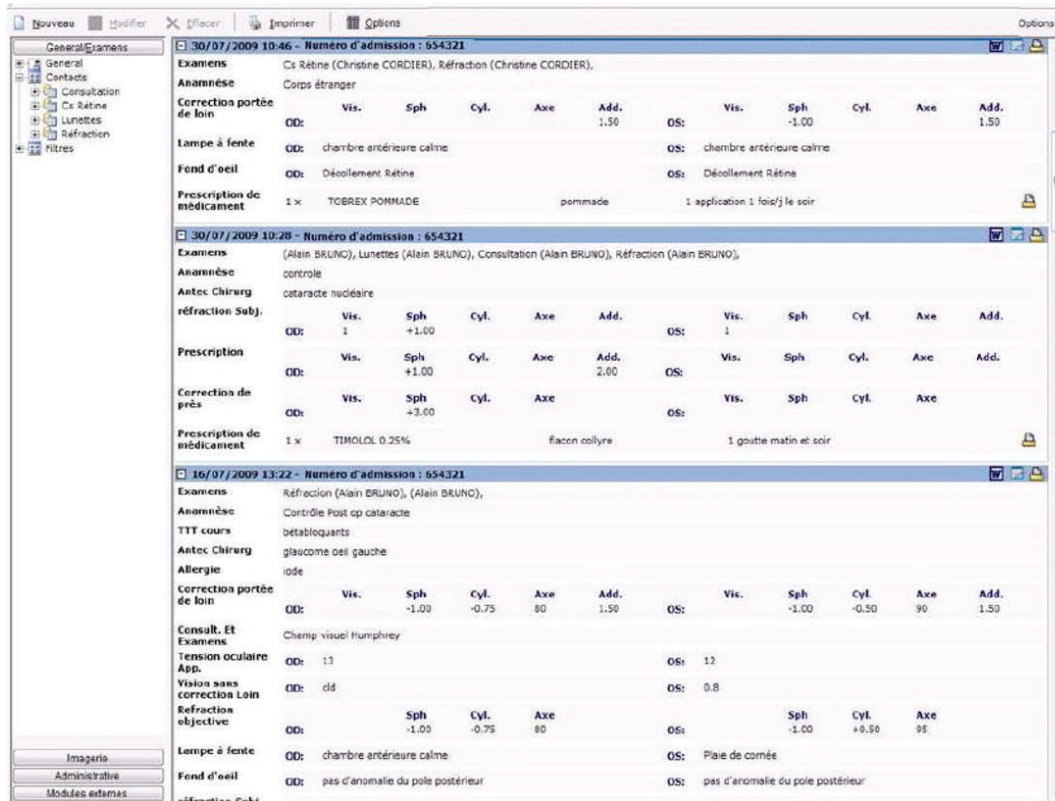 Nouveau Modifier Effacer Imprimer Options Options
General/Examens
General
Contacts
Consultation
Cs Rétine
Lunettes
Réfraction
Filtres
30/07/2009 10:46 - Numéro d'admission : 654321
Examens Cs Rétine (Christine CORDIER), Réfraction (Christine CORDIER),
Anamnèse Corps étranger
Correction portée de loin Vis. Sph Cyl. Axe Add. Vis. Sph Cyl. Axe Add.
OD: 1.50 OS: -1.00 1.50
Lampe à fente OD: chambre antérieure calme OS: chambre antérieure calme
Fond d'oeil OD: Décollement Rétine OS: Décollement Rétine
Prescription de médicament 1 x TOBREX POMMADE pommade 1 application 1 fois/j le soir
30/07/2009 10:28 - Numéro d'admission : 654321
Examens (Alain BRUNO), Lunettes (Alain BRUNO), Consultation (Alain BRUNO), Réfraction (Alain BRUNO),
Anamnèse controle
Antec Chirurg cataracte nucléaire
réfraction Subj. Vis. Sph Cyl. Axe Add. Vis. Sph Cyl. Axe Add.
OD: 1 +1.00 OS: 1
Prescription Vis. Sph Cyl. Axe Add. Vis. Sph Cyl. Axe Add.
OD: +1.00 2.00 OS:
Correction de près Vis. Sph Cyl. Axe Vis. Sph Cyl. Axe
OD: +3.00 OS:
Prescription de médicament 1 x TIMOLOL 0.25% flacon collyre 1 goutte matin et soir
16/07/2009 13:22 - Numéro d'admission : 654321
Examens Réfraction (Alain BRUNO), (Alain BRUNO),
Anamnèse Contrôle Post op cataracte
TTT cours bétabloquants
Antec Chirurg glaucome oeil gauche
Allergie iode
Correction portée de loin Vis. Sph Cyl. Axe Add. Vis. Sph Cyl. Axe Add.
OD: -1.00 -0.75 80 1.50 OS: -1.00 -0.50 90 1.50
Consult. Et Examens Champ visuel Humphrey
Tension oculaire App. OD: 13 OS: 12
Vision sans correction Loin OD: cld OS: 0.8
Refraction objective Sph Cyl. Axe Sph Cyl. Axe
OD: -1.00 -0.75 80 OS: -1.00 +0.50 95
Lampe à fente OD: chambre antérieure calme OS: Plaie de cornée
Fond d'oeil OD: pas d'anomalie du pole postérieur OS: pas d'anomalie du pole postérieur
réfraction Subj.
Imagerie
Administrative
Modules externes